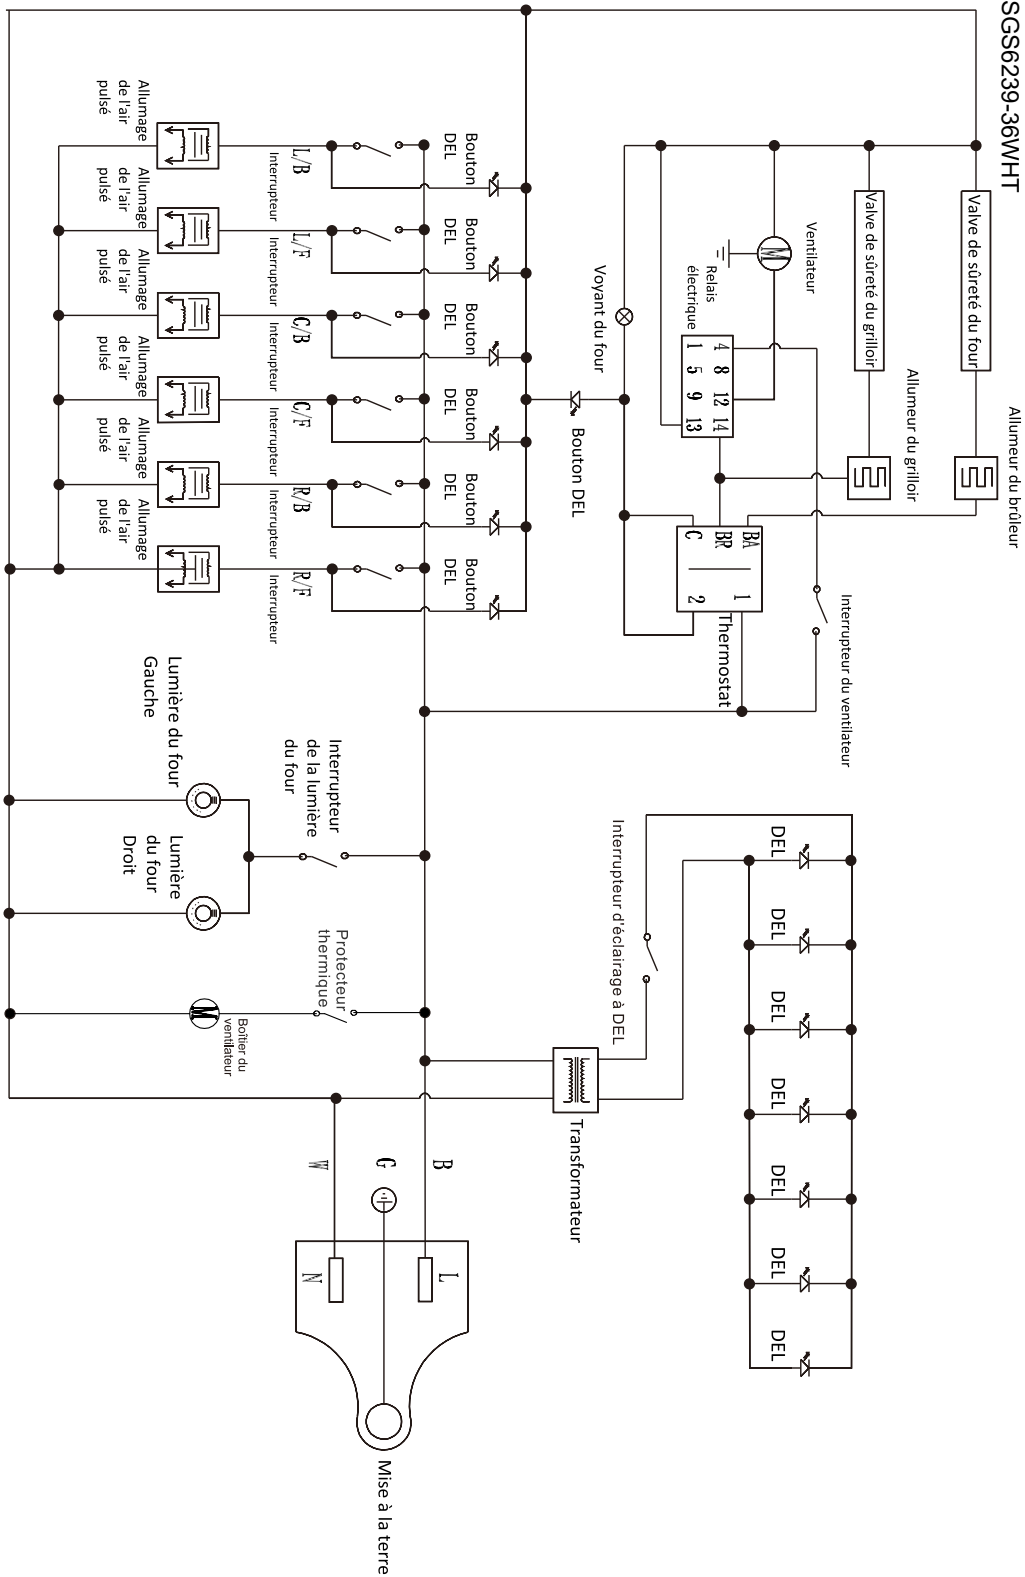 SGS6239-36WHT
Allumeur du brûleur
Valve de sûreté du four
Allumeur du grilloir
Valve de sûreté du grilloir
Ventilateur
M
Relais
électrique
4 8 12 14
1 5 9 13
Voyant du four
Bouton DEL
BA 1
BR
C 2
Thermostat
Interrupteur du ventilateur
Bouton
DEL
Bouton
DEL
Bouton
DEL
Bouton
DEL
Bouton
DEL
Bouton
DEL
L/B
Interrupteur
L/F
Interrupteur
C/B
Interrupteur
C/F
Interrupteur
R/B
Interrupteur
R/F
Interrupteur
Allumage
de l'air
pulsé
Allumage
de l'air
pulsé
Allumage
de l'air
pulsé
Allumage
de l'air
pulsé
Allumage
de l'air
pulsé
Allumage
de l'air
pulsé
DEL
DEL
DEL
DEL
DEL
DEL
DEL
Interrupteur d'éclairage à DEL
Transformateur
Interrupteur
de la lumière
du four
Lumière du four
Gauche
Lumière
du four
Droit
Protecteur
thermique
M
Boîtier du
ventilateur
B
G
W
L
N
Mise à la terre